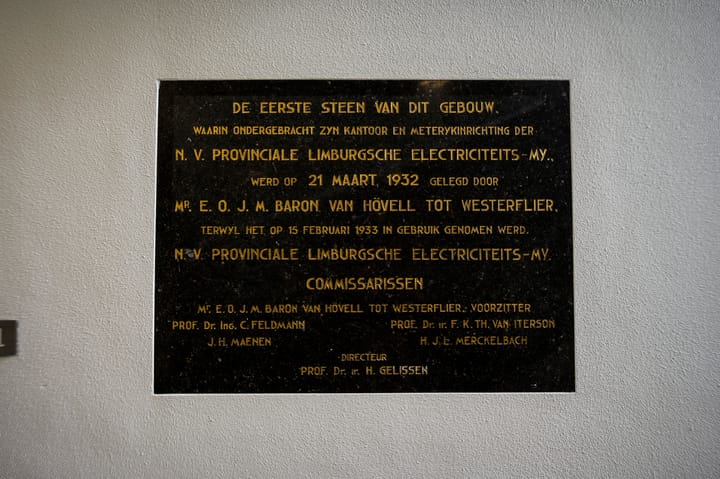 DE EERSTE STEEN VAN DIT GEBOUW,
WAARIN ONDERGEBRACHT ZYN KANTOOR EN METERYKINRICHTING DER
N. V. PROVINCIALE LIMBURGSCHE ELECTRICITEITS-MY.,
WERD OP 21 MAART, 1932 GELEGD DOOR
Mr. E. O. J. M. BARON VAN HÖVELL TOT WESTERFLIER,
TERWYL HET OP 15 FEBRUARI 1933 IN GEBRUIK GENOMEN WERD.
N. V. PROVINCIALE LIMBURGSCHE ELECTRICITEITS-MY.
COMMISSARISSEN
Mr. E. O. J. M. BARON VAN HÖVELL TOT WESTERFLIER, VOORZITTER
PROF. Dr. ING. C. FELDMANN PROF. Dr. ir. F. K. TH. VAN ITERSON
J. H. MAENEN H. J. E. MERCKELBACH
DIRECTEUR
PROF. Dr. ir. H. GELISSEN